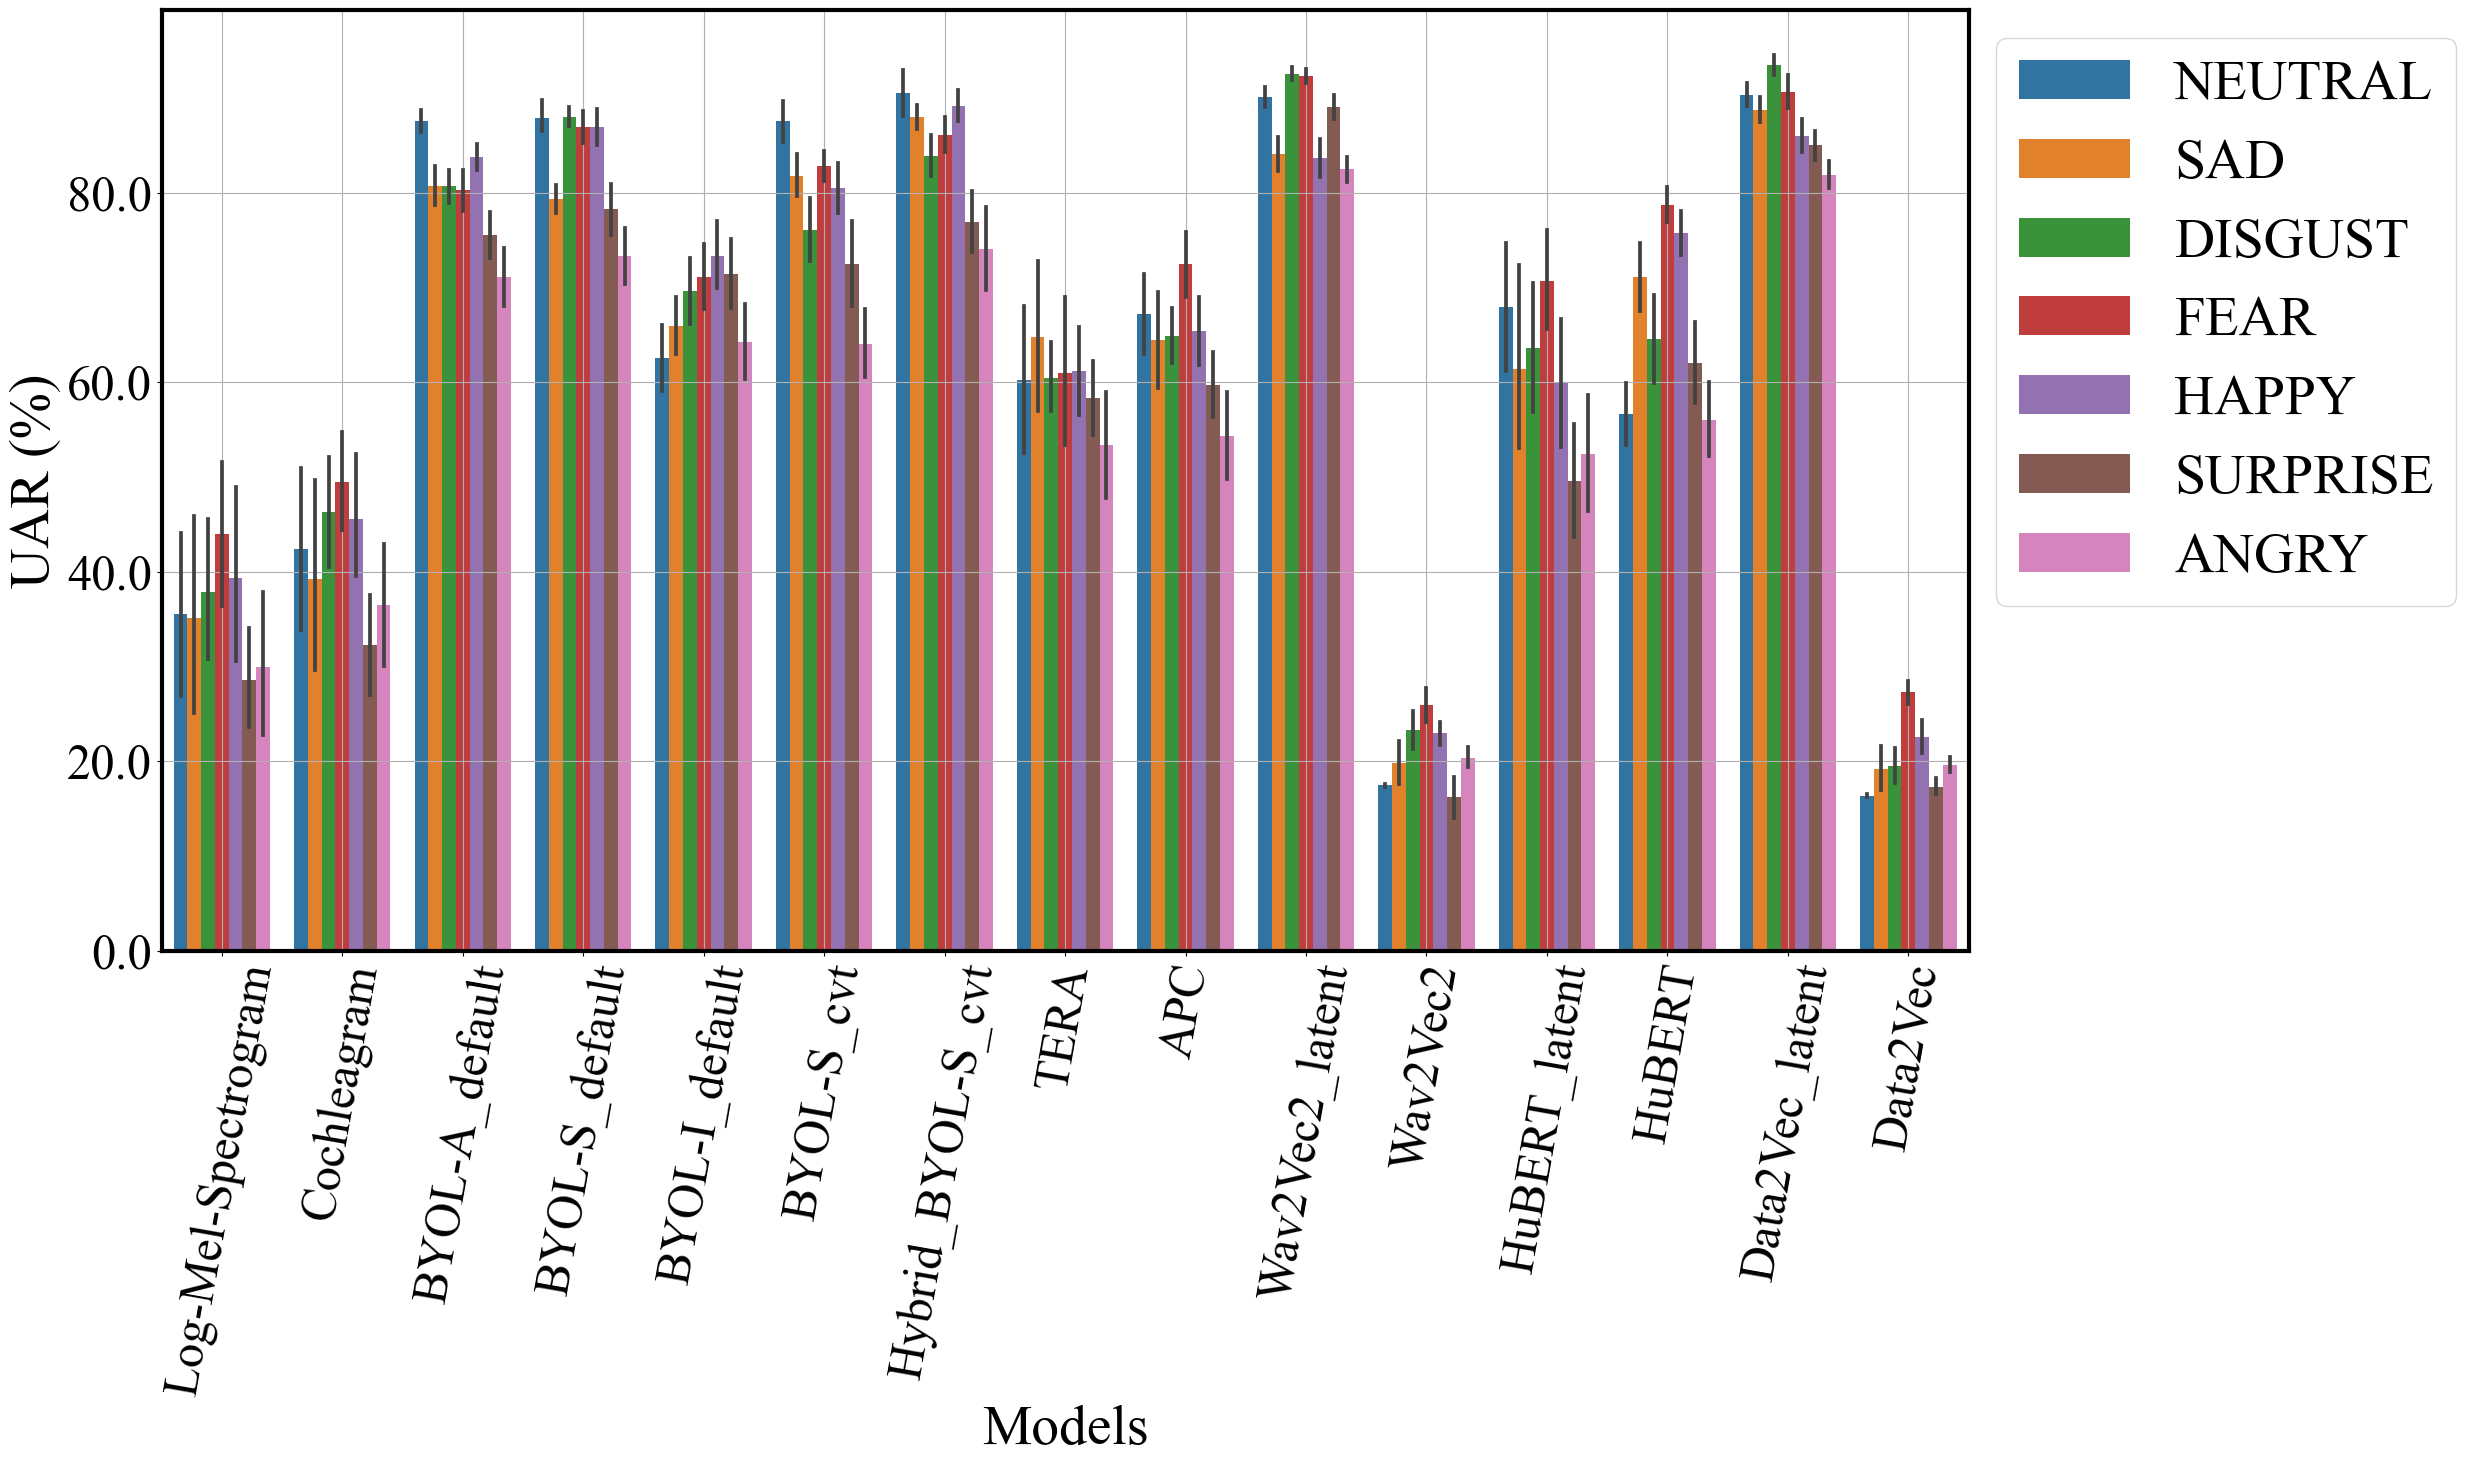 UAR (%)
80.0
60.0
40.0
20.0
0.0
Log-Mel-Spectrogram
Cochleagram
BYOL-A_default
BYOL-S_default
BYOL-I_default
BYOL-S_cvt
Hybrid_BYOL-S_cvt
TERA
APC
Wav2Vec2_latent
Wav2Vec2
HuBERT_latent
HuBERT
Data2Vec_latent
Data2Vec
Models
NEUTRAL
SAD
DISGUST
FEAR
HAPPY
SURPRISE
ANGRY